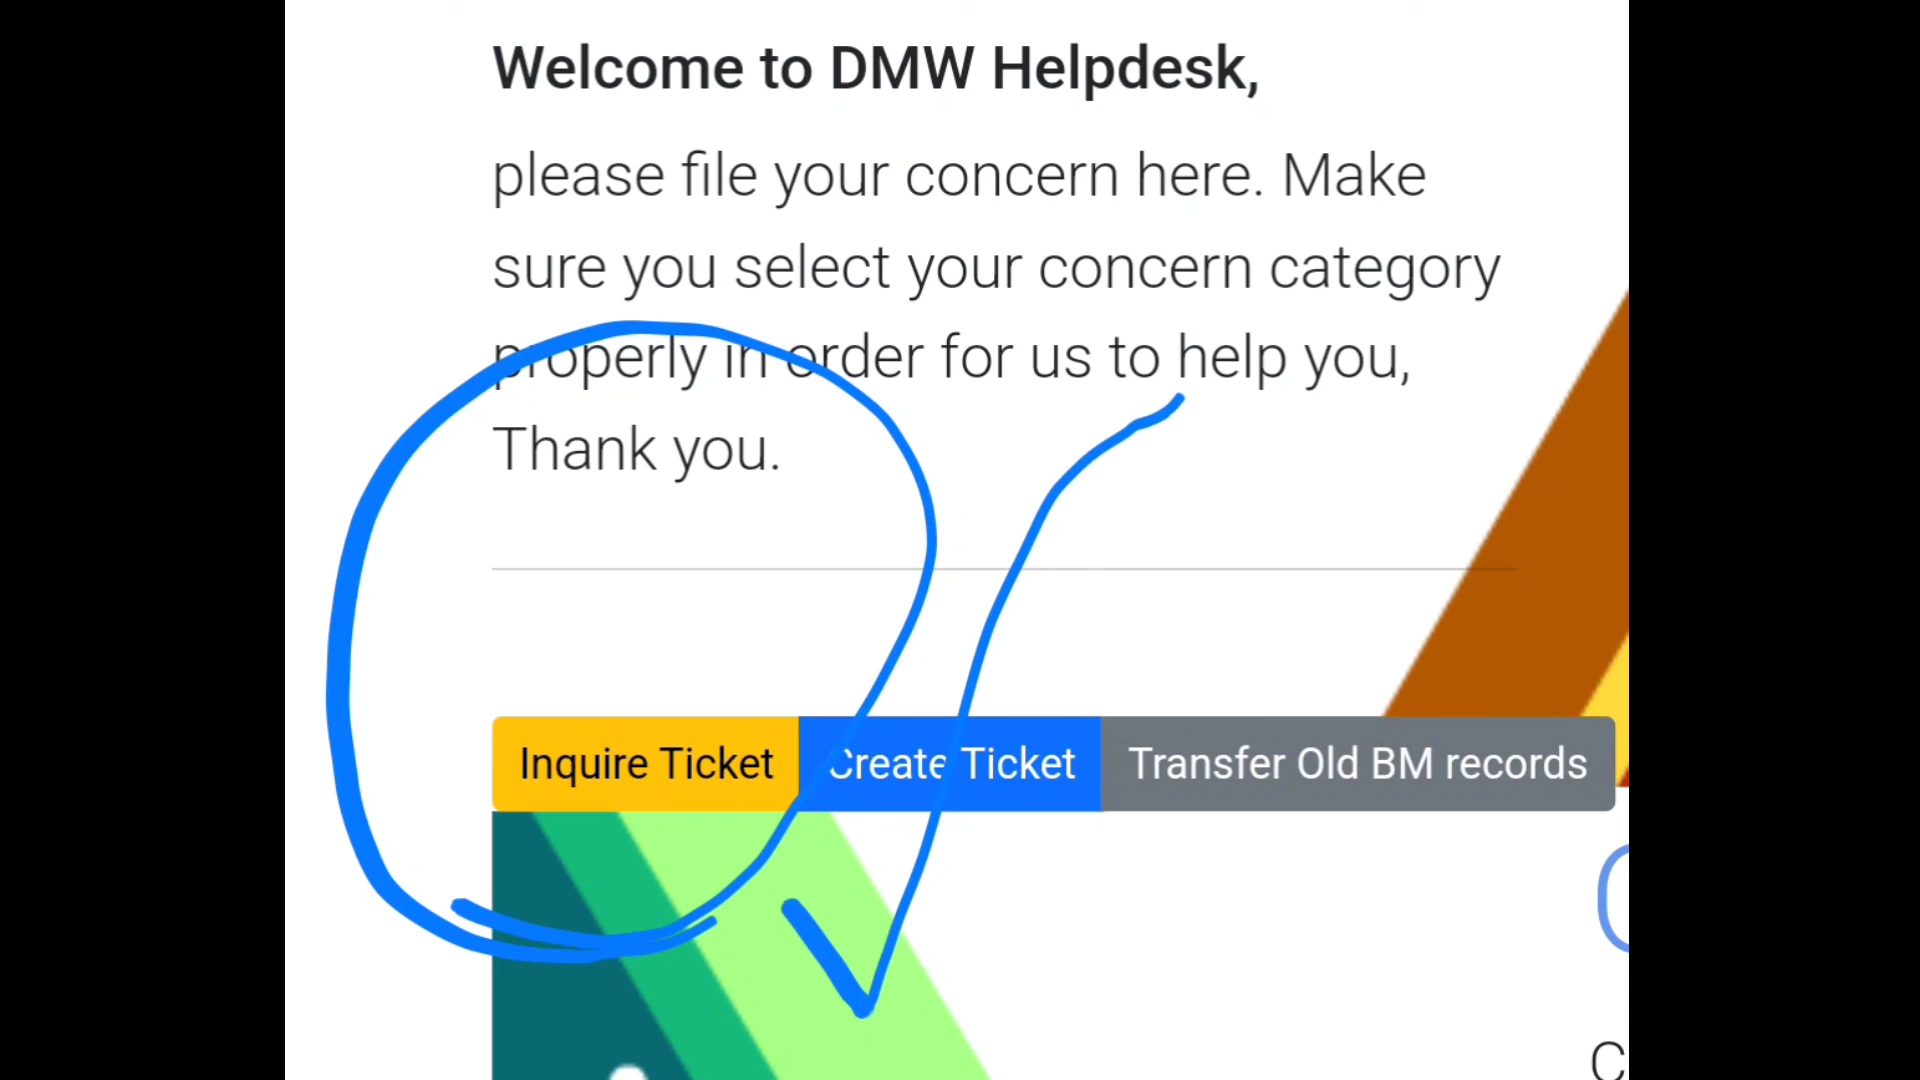 Welcome to DMW Helpdesk,
please file your concern here. Make
sure you select your concern category
properly in order for us to help you,
Thank you.
Inquire Ticket Create Ticket Transfer Old BM records
C